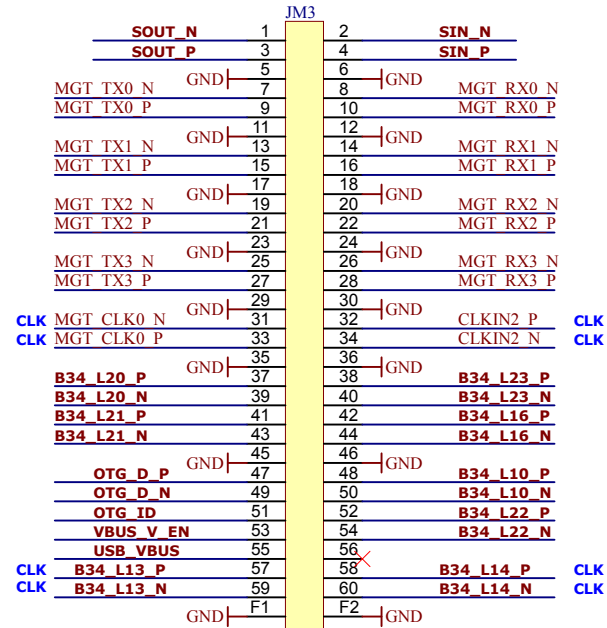 JM3
SOUT_N 1 2 SIN_N
SOUT_P 3 4 SIN_P
GND 5 6 GND
MGT_TX0_N 7 8 MGT_RX0_N
MGT_TX0_P 9 10 MGT_RX0_P
GND 11 12 GND
MGT_TX1_N 13 14 MGT_RX1_N
MGT_TX1_P 15 16 MGT_RX1_P
GND 17 18 GND
MGT_TX2_N 19 20 MGT_RX2_N
MGT_TX2_P 21 22 MGT_RX2_P
GND 23 24 GND
MGT_TX3_N 25 26 MGT_RX3_N
MGT_TX3_P 27 28 MGT_RX3_P
GND 29 30 GND
CLK MGT_CLK0_N 31 32 CLKIN2_P CLK
CLK MGT_CLK0_P 33 34 CLKIN2_N CLK
GND 35 36 GND
B34_L20_P 37 38 B34_L23_P
B34_L20_N 39 40 B34_L23_N
B34_L21_P 41 42 B34_L16_P
B34_L21_N 43 44 B34_L16_N
GND 45 46 GND
OTG_D_P 47 48 B34_L10_P
OTG_D_N 49 50 B34_L10_N
OTG_ID 51 52 B34_L22_P
VBUS_V_EN 53 54 B34_L22_N
USB_VBUS 55 56
CLK B34_L13_P 57 58 B34_L14_P CLK
CLK B34_L13_N 59 60 B34_L14_N CLK
GND F1 F2 GND